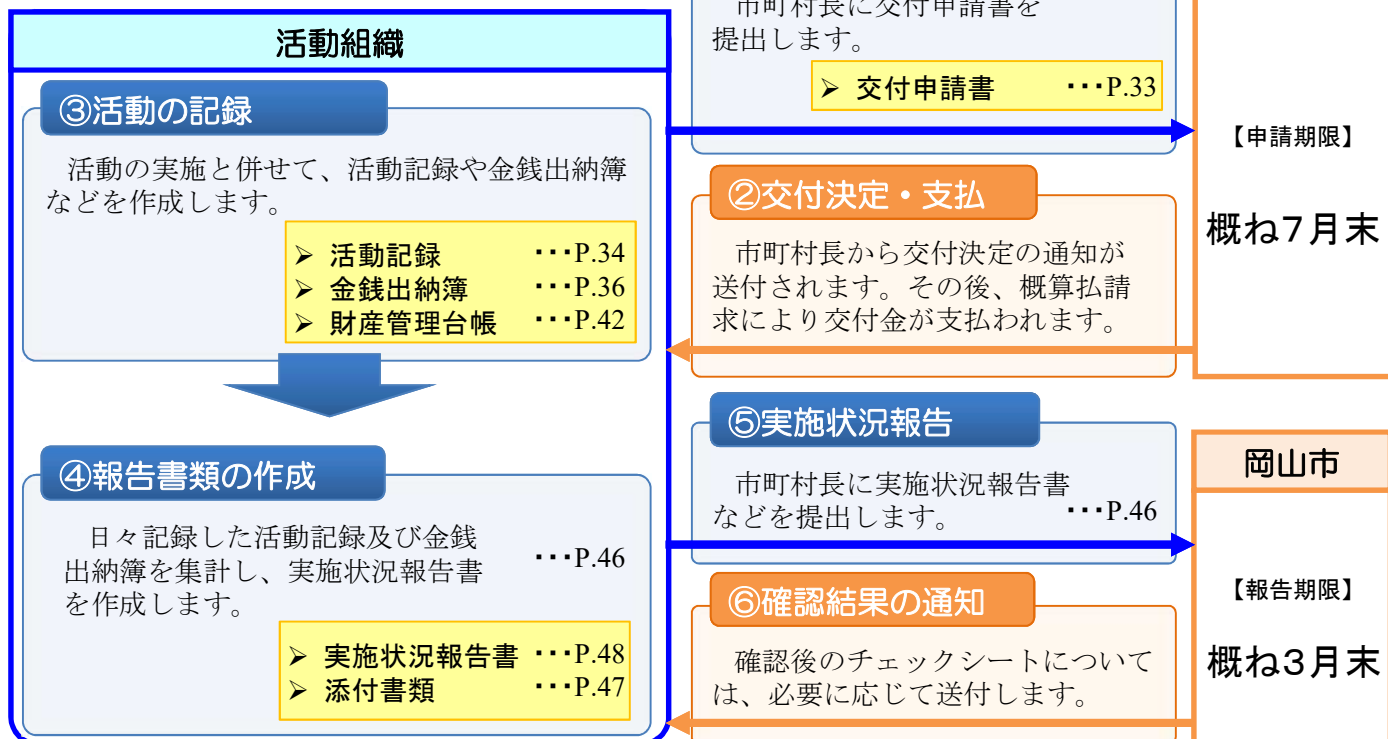 活動組織
③活動の記録
活動の実施と併せて、活動記録や金銭出納簿
などを作成します。
➢ 活動記録 ・・・P.34
➢ 金銭出納簿 ・・・P.36
➢ 財産管理台帳 ・・・P.42
④報告書類の作成
日々記録した活動記録及び金銭
出納簿を集計し、実施状況報告書
を作成します。
・・・P.46
➢ 実施状況報告書 ・・・P.48
➢ 添付書類 ・・・P.47
市町村長に交付申請書を
提出します。
➢ 交付申請書 ・・・P.33
②交付決定・支払
市町村長から交付決定の通知が
送付されます。その後、概算払請
求により交付金が支払われます。
【申請期限】
概ね7月末
⑤実施状況報告
市町村長に実施状況報告書
などを提出します。 ・・・P.46
⑥確認結果の通知
確認後のチェックシートについて
は、必要に応じて送付します。
岡山市
【報告期限】
概ね3月末